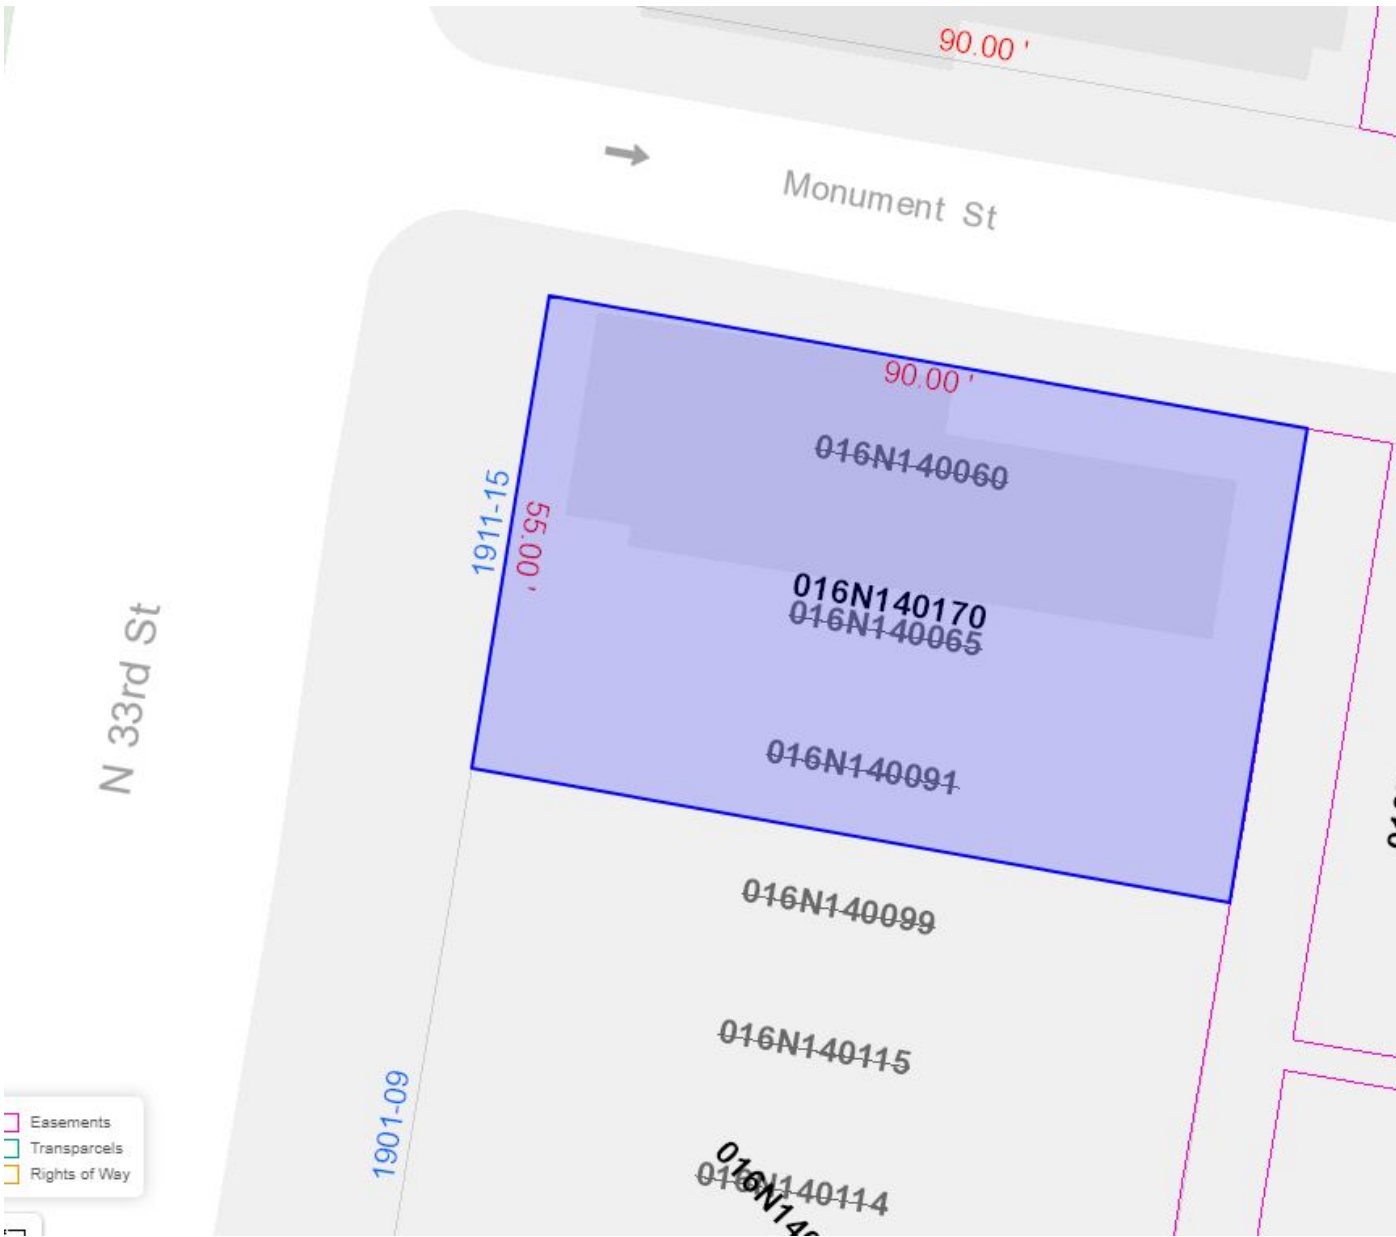 90.00 '
Monument St
90.00 '
016N140060
1911-15
55.00 '
016N140170
016N140065
N 33rd St
016N140091
016N140099
016N140115
1901-09
016N140114
Easements
Transparcels
Rights of Way